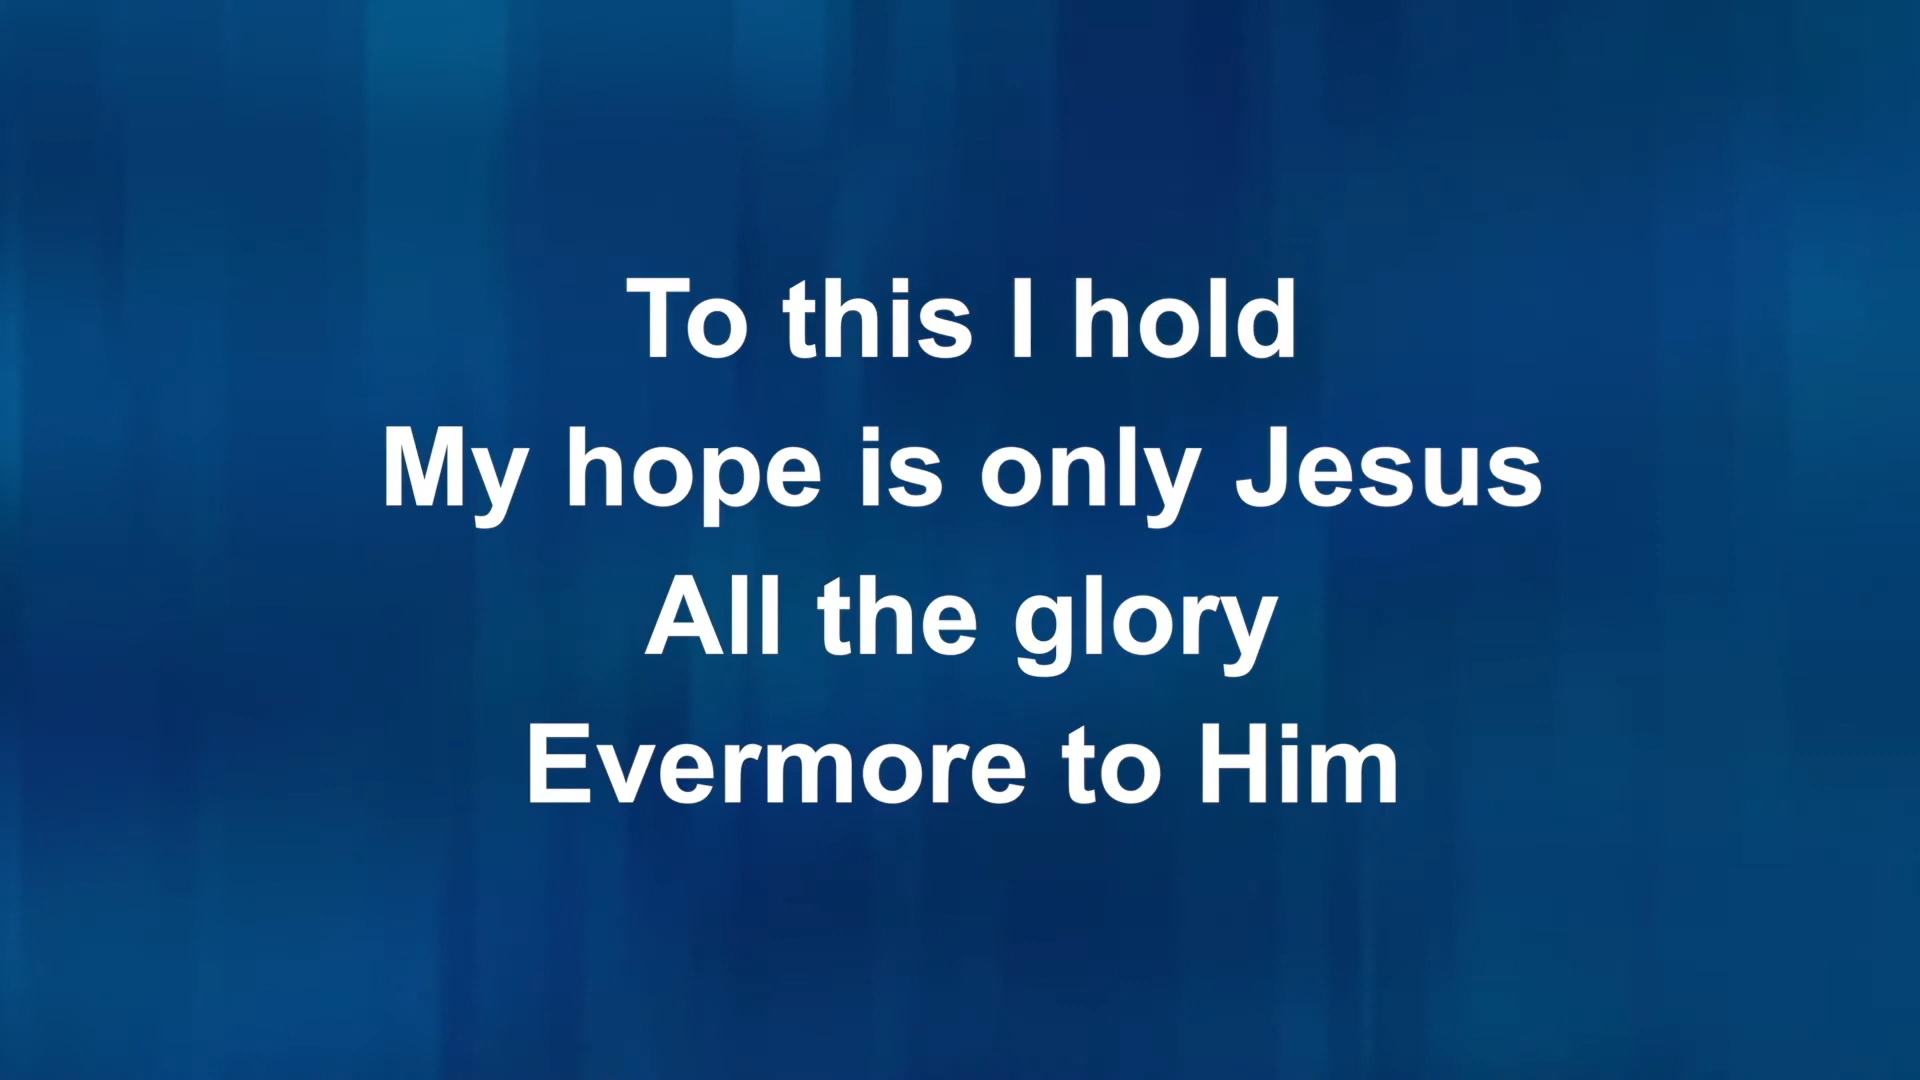 To this I hold
My hope is only Jesus
All the glory
Evermore to Him